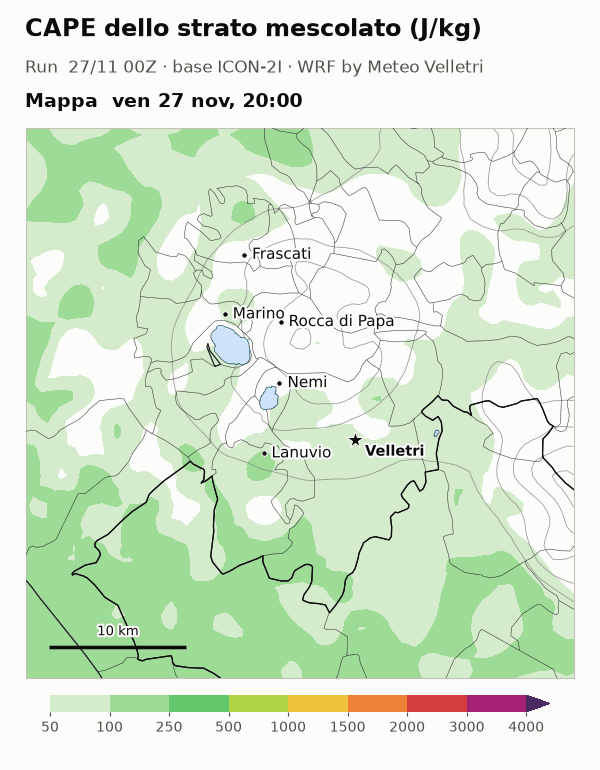 CAPE dello strato mescolato (J/kg)
Run  27/11 00Z · base ICON-2I · WRF by Meteo Velletri
Mappa  ven 27 nov, 20:00
Frascati
Marino
Rocca di Papa
Nemi
Velletri
Lanuvio
10 km
50 100 250 500 1000 1500 2000 3000 4000